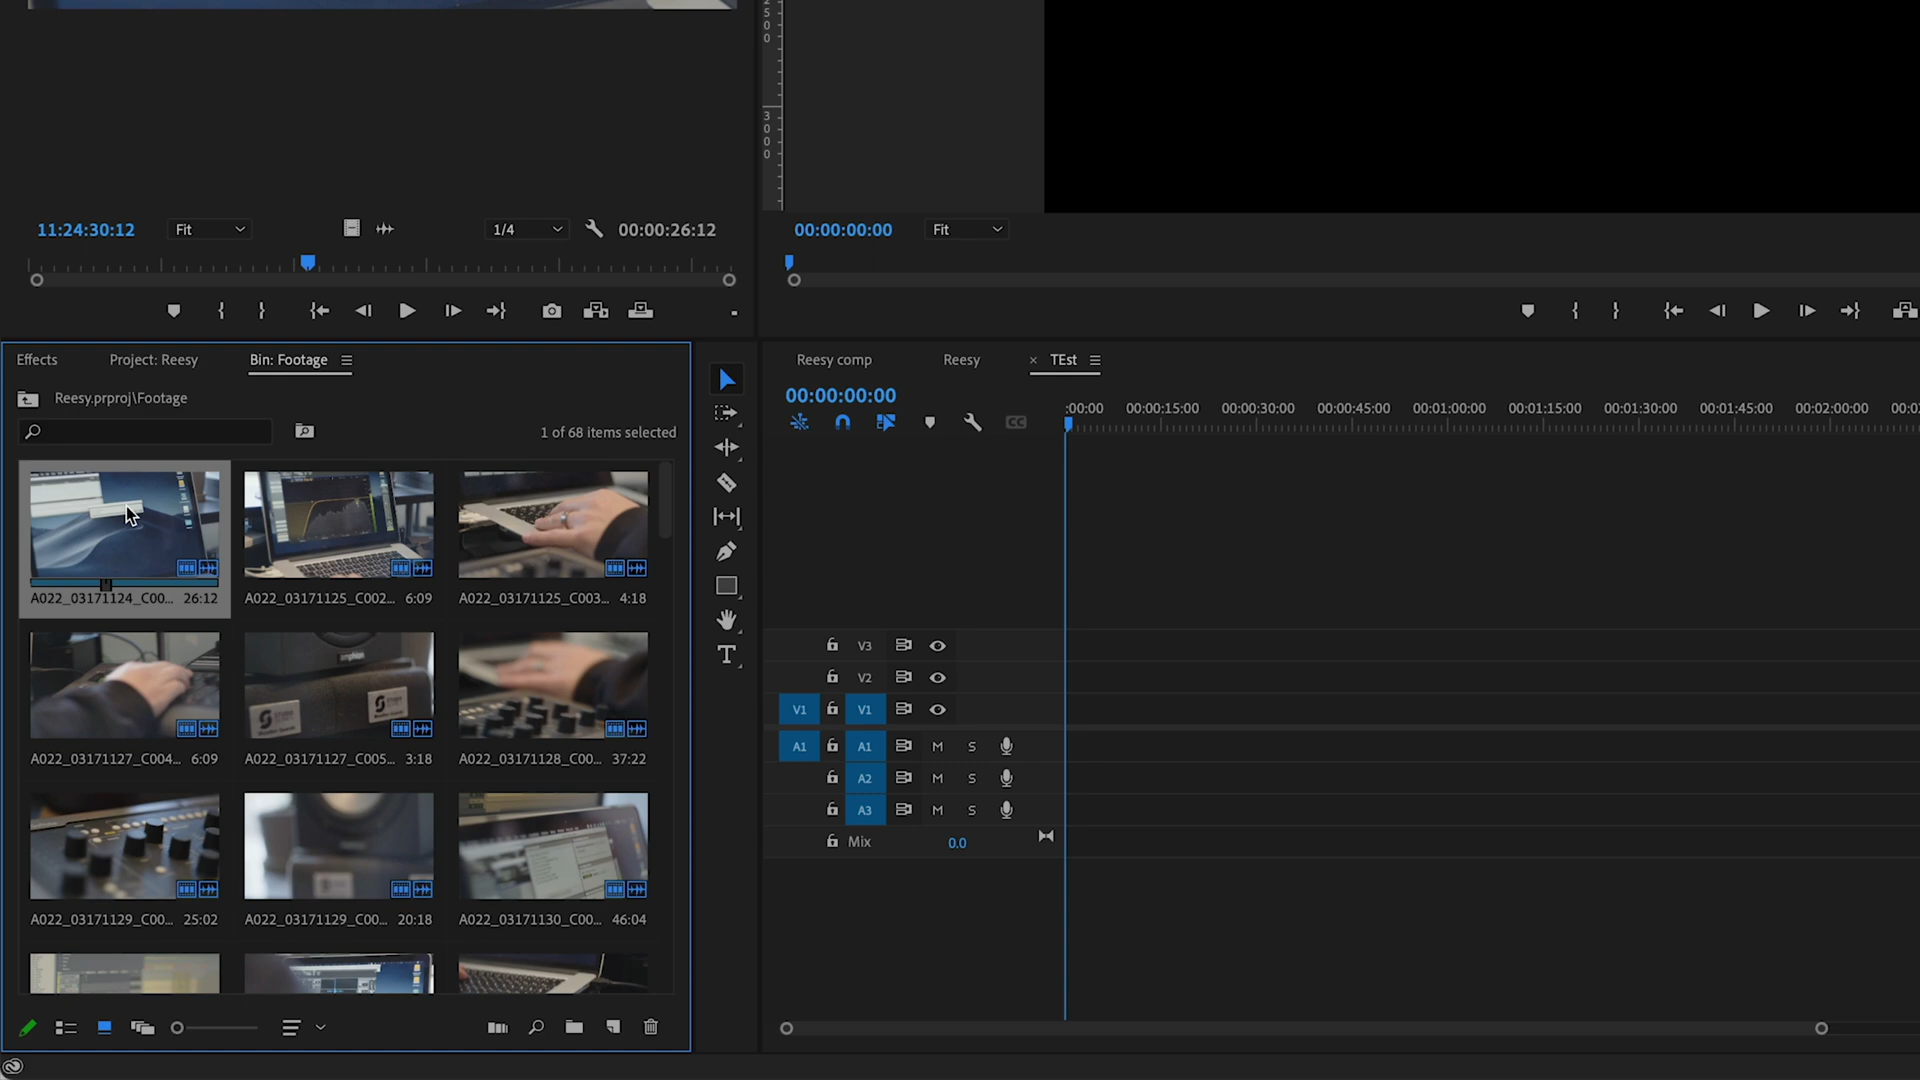 2500
3000
11:24:30:12 Fit 1/4 00:00:26:12
00:00:00:00 Fit
Effects Project: Reesy Bin: Footage
Reesy.prproj\Footage
1 of 68 items selected
A022_03171124_C00... 26:12
A022_03171125_C002... 6:09
A022_03171125_C003... 4:18
A022_03171127_C004... 6:09
A022_03171127_C005... 3:18
A022_03171128_C00... 37:22
A022_03171129_C00... 25:02
A022_03171129_C00... 20:18
A022_03171130_C00... 46:04
Reesy comp Reesy × TEst
00:00:00:00
:00:00 00:00:15:00 00:00:30:00 00:00:45:00 00:01:00:00 00:01:15:00 00:01:30:00 00:01:45:00 00:02:00:00 00:0
CC
T
V3
V2
V1 V1
A1 A1 M S
A2 M S
A3 M S
Mix 0.0